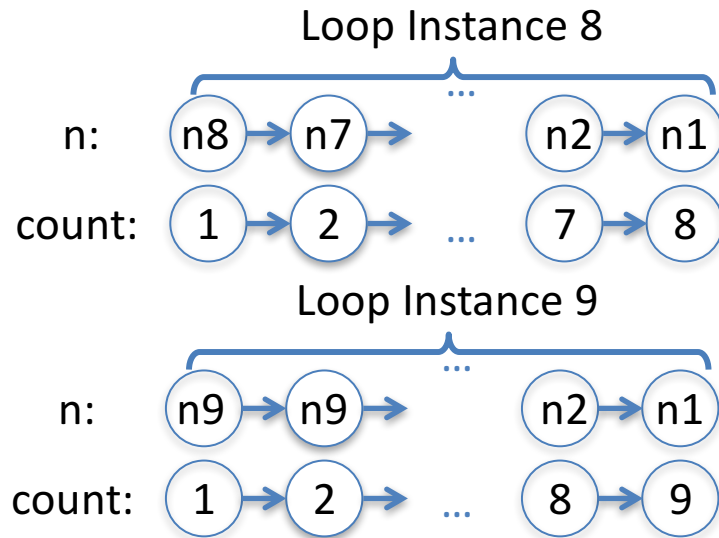 Loop Instance 8
...
n: n8 n7 n2 n1
count: 1 2 ... 7 8
Loop Instance 9
...
n: n9 n9 n2 n1
count: 1 2 ... 8 9